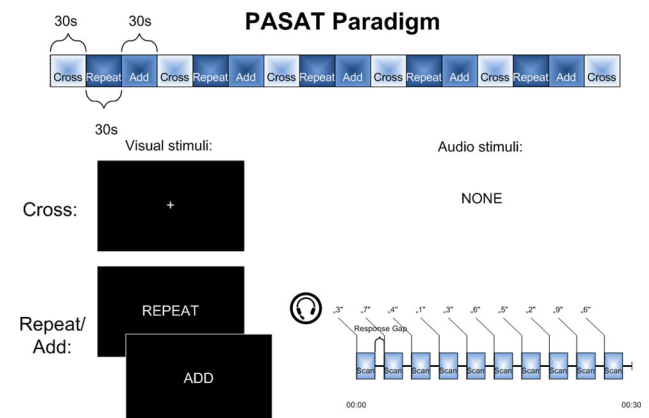 PASAT Paradigm
30s 30s
Cross Repeat Add Cross Repeat Add Cross Repeat Add Cross Repeat Add Cross Repeat Add Cross
30s
Visual stimuli:
Audio stimuli:
Cross:
+
NONE
Repeat/
Add:
REPEAT
ADD
„3" „7" „4" „1" „3" „6" „5" „2" „9" „6"
Response Gap
Scan Scan Scan Scan Scan Scan Scan Scan Scan Scan
00:00 00:30